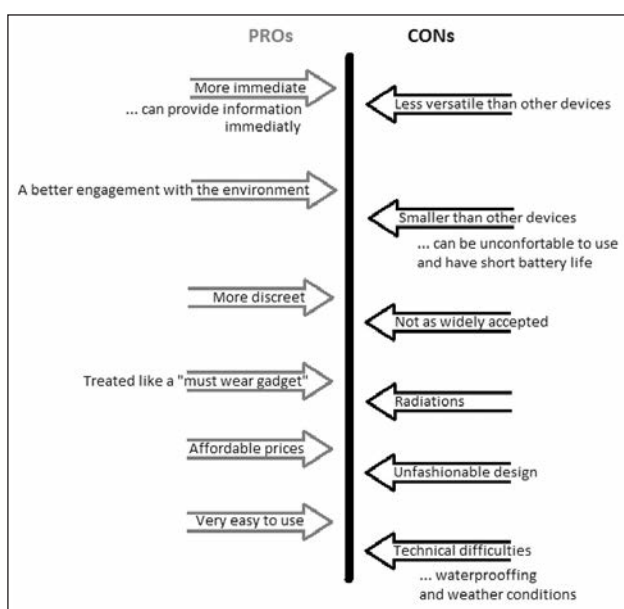 PROs
More immediate
... can provide information
immediatly
A better engagement with the environment
More discreet
Treated like a "must wear gadget"
Affordable prices
Very easy to use
CONs
Less versatile than other devices
Smaller than other devices
... can be unconfortable to use
and have short battery life
Not as widely accepted
Radiations
Unfashionable design
Technical difficulties
... waterprooffing
and weather conditions